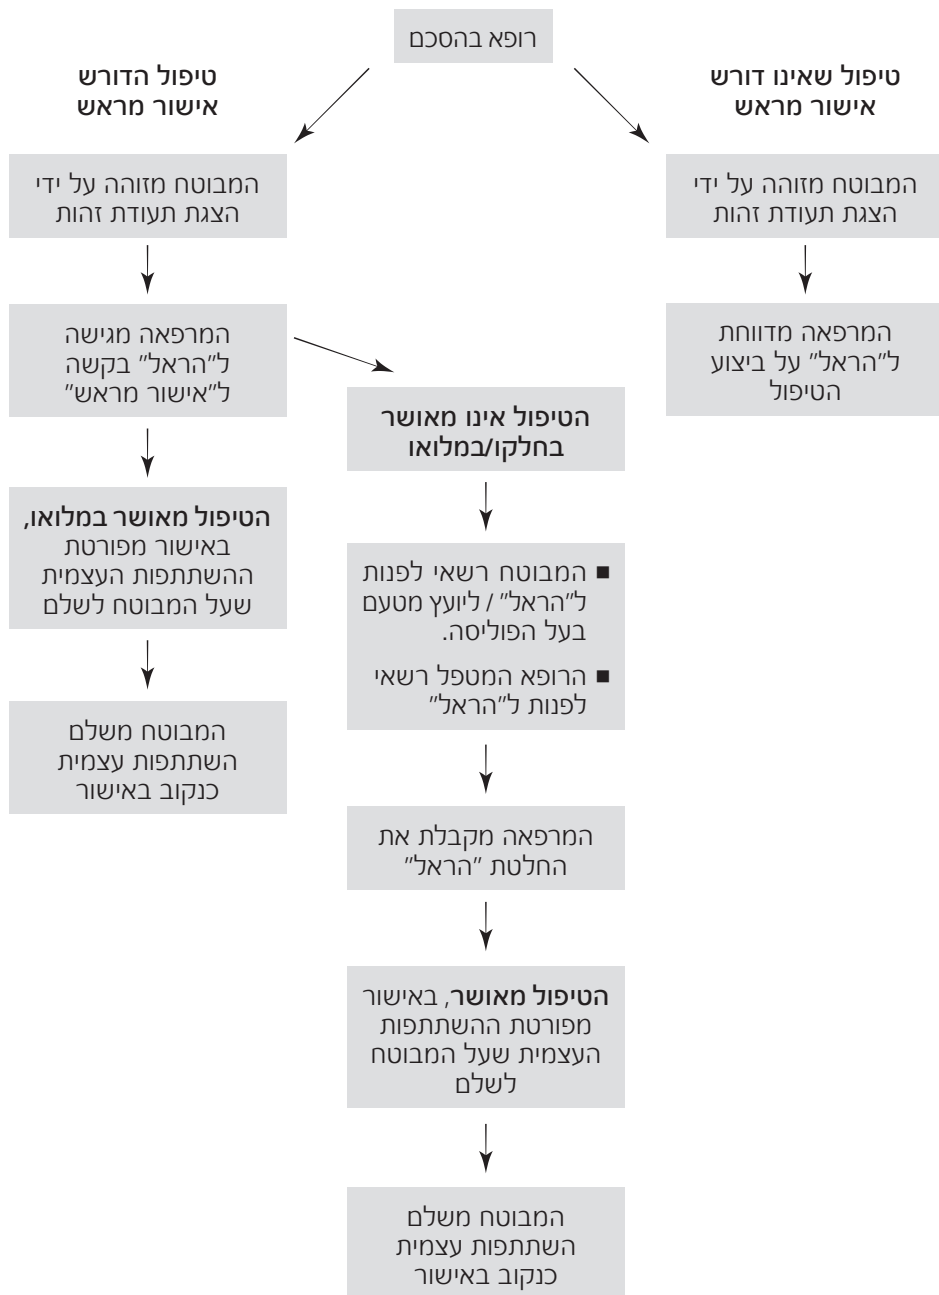 רופא בהסכם
טיפול שאינו דורש
אישור מראש
המבוטח מזוהה על ידי
הצגת תעודת זהות
המרפאה מדווחת
ל"הראל" על ביצוע
הטיפול
טיפול הדורש
אישור מראש
המבוטח מזוהה על ידי
הצגת תעודת זהות
המרפאה מגישה
ל"הראל" בקשה
ל"אישור מראש"
הטיפול מאושר במלואו,
באישור מפורטת
ההשתתפות העצמית
שעל המבוטח לשלם
המבוטח משלם
השתתפות עצמית
כנקוב באישור
הטיפול אינו מאושר
בחלקו/במלואו
■ המבוטח רשאי לפנות
ל"הראל" / ליועץ מטעם
בעל הפוליסה.
■ הרופא המטפל רשאי
לפנות ל"הראל"
המרפאה מקבלת את
החלטת "הראל"
הטיפול מאושר, באישור
מפורטת ההשתתפות
העצמית שעל המבוטח
לשלם
המבוטח משלם
השתתפות עצמית
כנקוב באישור